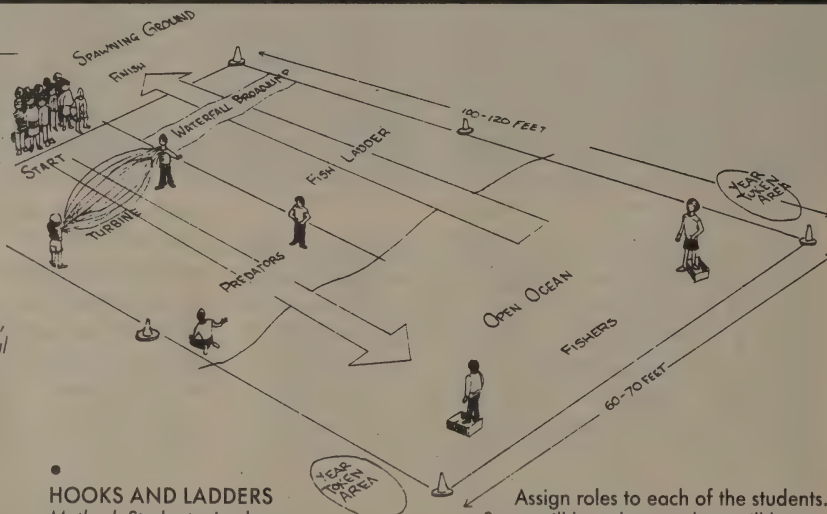 SPAWNING GROUND
FINISH
WATERFALL BROADJUMP
100-120 FEET
START
FISH LADDER
YEAR
TOKEN
AREA
TURBINE
PREDATORS
OPEN OCEAN
FISHERS
60-70 FEET
YEAR
TOKEN
AREA
HOOKS AND LADDERS
Assign roles to each of the students.